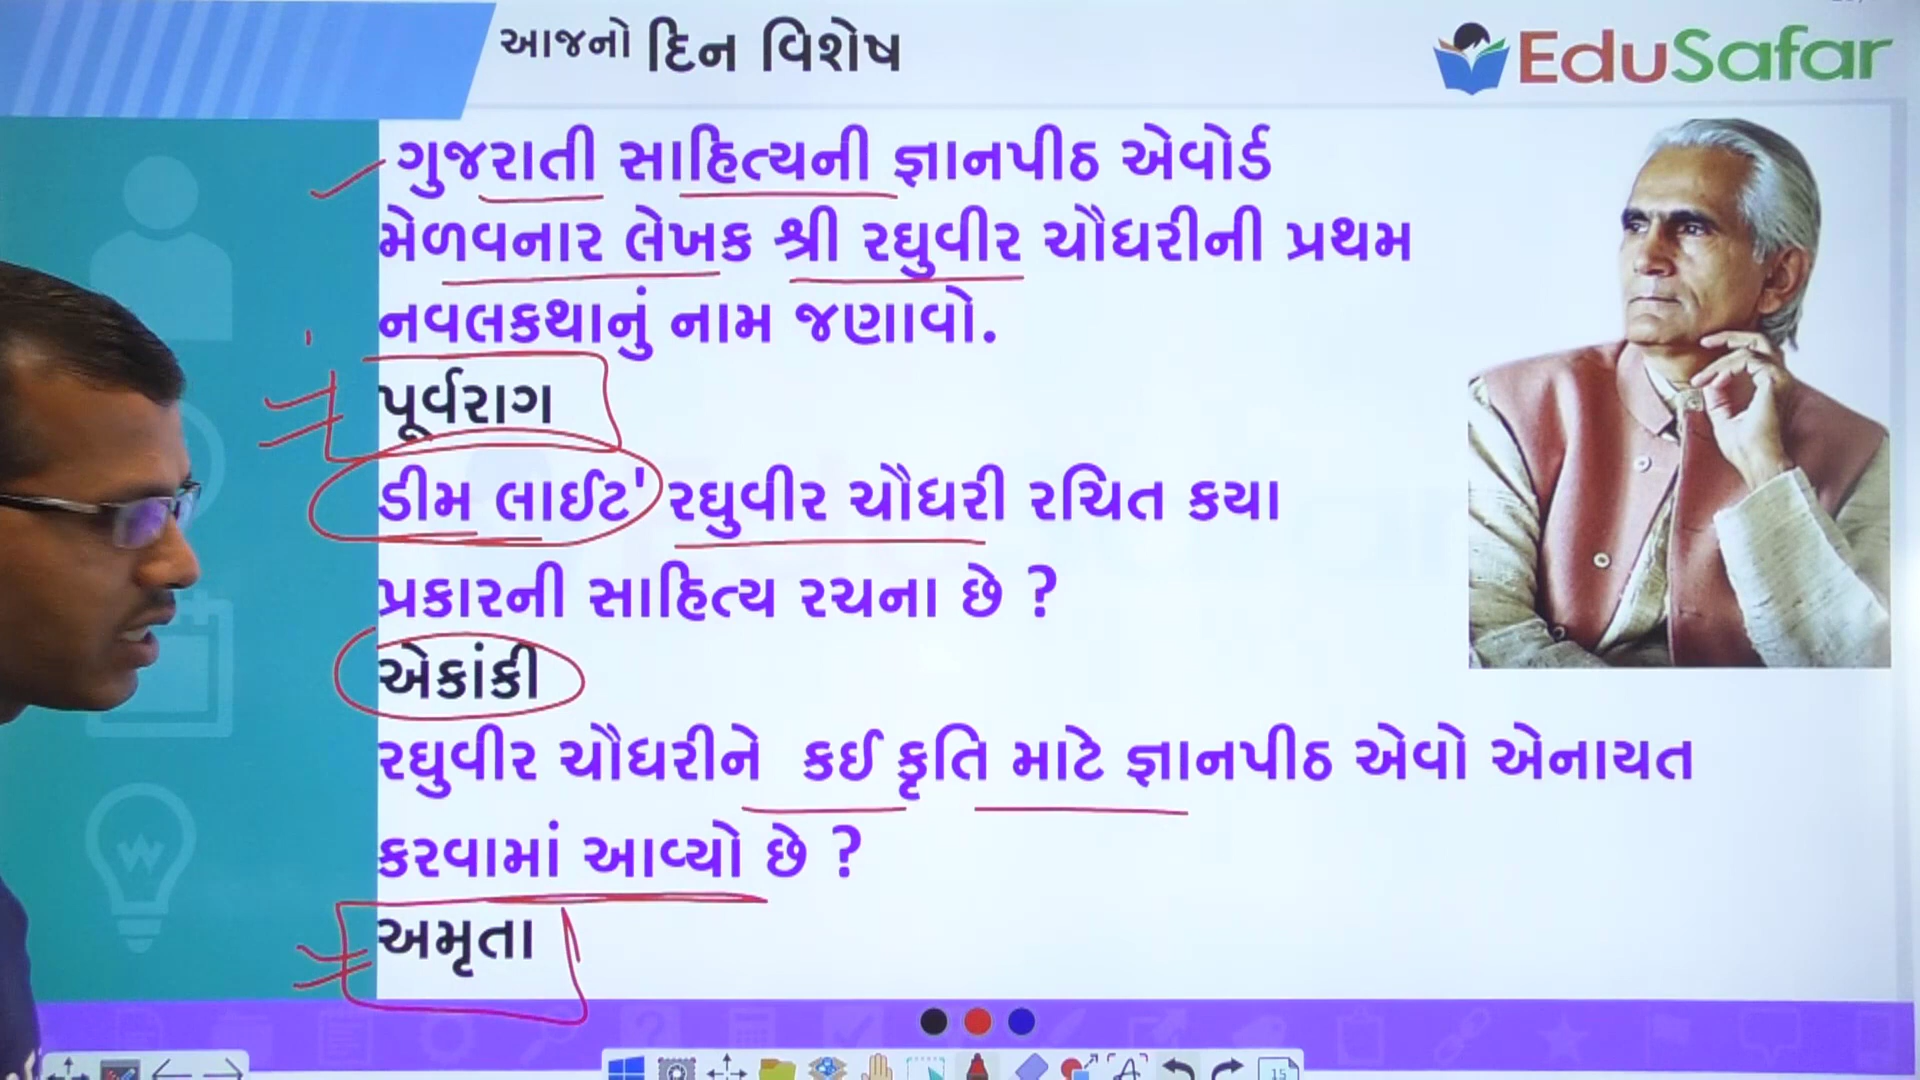 આજનો દિન વિશેષ
EduSafar
ગુજરાતી સાહિત્યની જ્ઞાનપીઠ એવોર્ડ
મેળવનાર લેખક શ્રી રઘુવીર ચૌધરીની પ્રથમ
નવલકથાનું નામ જણાવો.
પૂર્વરાગ
ડીમ લાઈટ' રઘુવીર ચૌધરી રચિત કયા
પ્રકારની સાહિત્ય રચના છે ?
એકાંકી
રઘુવીર ચૌધરીને કઈ કૃતિ માટે જ્ઞાનપીઠ એવો એનાયત
કરવામાં આવ્યો છે ?
અમૃતા
15